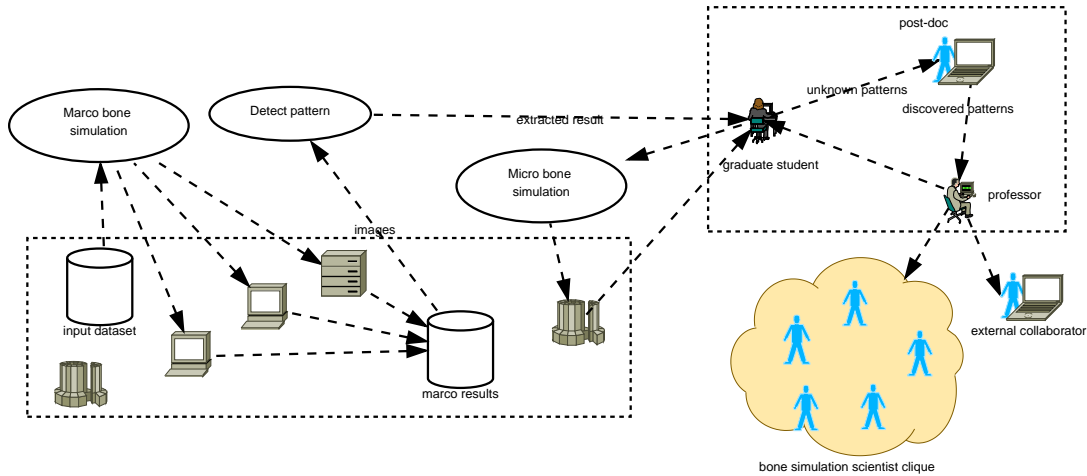 post-doc
Marco bone
simulation
Detect pattern
unknown patterns
discovered patterns
extracted result
graduate student
Micro bone
simulation
professor
images
input dataset
external collaborator
marco results
bone simulation scientist clique